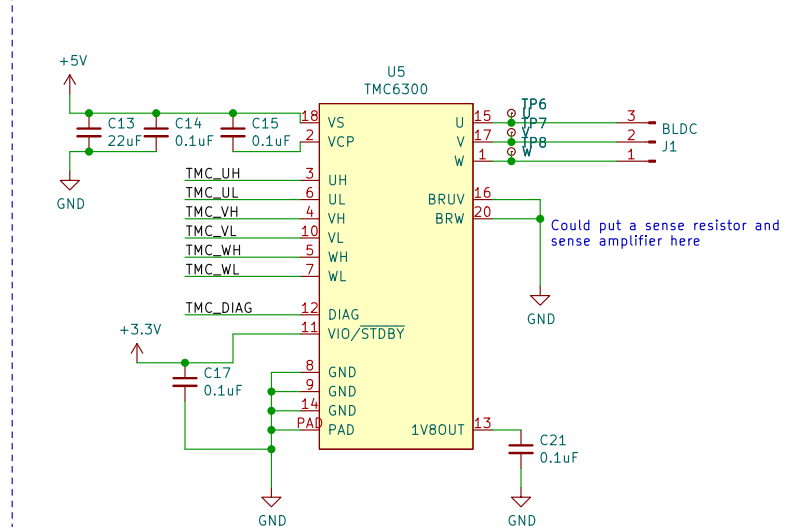 +5V
U5
TMC6300
C13
22uF
C14
0.1uF
C15
0.1uF
GND
18 VS
2 VCP
TMC_UH 3 UH
TMC_UL 6 UL
TMC_VH 4 VH
TMC_VL 10 VL
TMC_WH 5 WH
TMC_WL 7 WL
TMC_DIAG 12 DIAG
11 VIO/STDBY
+3.3V
C17
0.1uF
8 GND
9 GND
14 GND
PAD PAD
GND
U 15
V 17
W 1
TP6
U
TP7
V
TP8
W
3
2
1
BLDC
J1
BRUV 16
BRW 20
Could put a sense resistor and
sense amplifier here
GND
1V8OUT 13
C21
0.1uF
GND